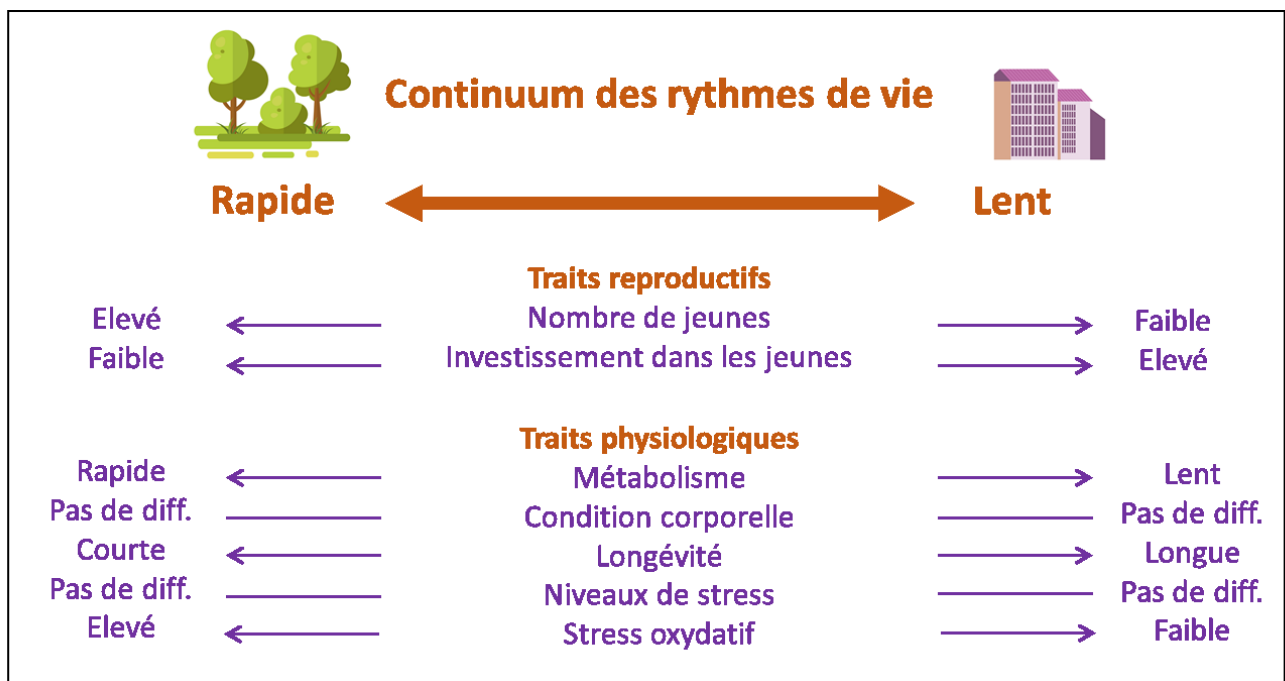 Continuum des rythmes de vie
Rapide Lent
Traits reproductifs
Elevé Nombre de jeunes Faible
Faible Investissement dans les jeunes Elevé
Traits physiologiques
Rapide Métabolisme Lent
Pas de diff. Condition corporelle Pas de diff.
Courte Longévité Longue
Pas de diff. Niveaux de stress Pas de diff.
Elevé Stress oxydatif Faible